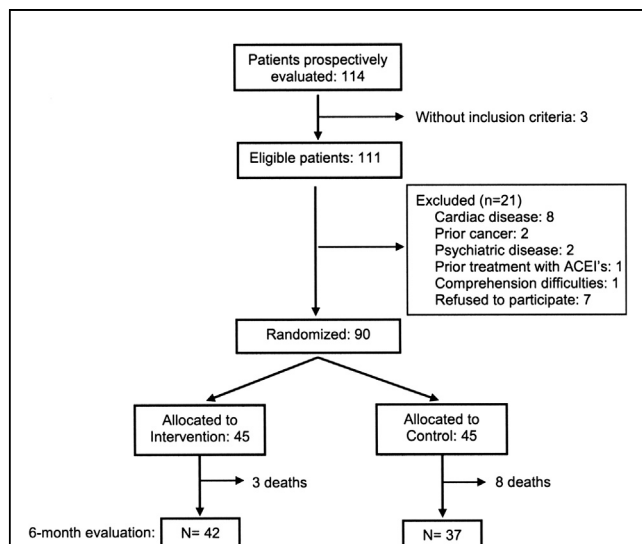 Patients prospectively
evaluated: 114
Without inclusion criteria: 3
Eligible patients: 111
Excluded (n=21)
Cardiac disease: 8
Prior cancer: 2
Psychiatric disease: 2
Prior treatment with ACEI's: 1
Comprehension difficulties: 1
Refused to participate: 7
Randomized: 90
Allocated to
Intervention: 45
Allocated to
Control: 45
3 deaths
8 deaths
6-month evaluation:
N= 42
N= 37